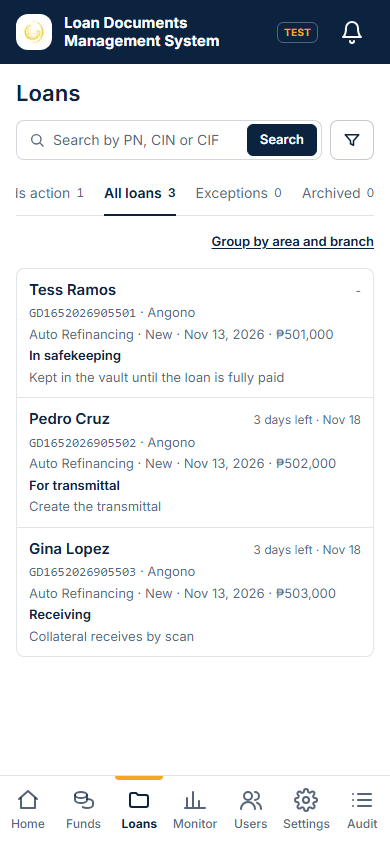 Loan Documents
Management System
TEST
Loans
Search by PN, CIN or CIF
Search
ls action 1
All loans 3
Exceptions 0
Archived 0
Group by area and branch
Tess Ramos
-
GD1652026905501 · Angono
Auto Refinancing · New · Nov 13, 2026 · ₱501,000
In safekeeping
Kept in the vault until the loan is fully paid
Pedro Cruz
3 days left · Nov 18
GD1652026905502 · Angono
Auto Refinancing · New · Nov 13, 2026 · ₱502,000
For transmittal
Create the transmittal
Gina Lopez
3 days left · Nov 18
GD1652026905503 · Angono
Auto Refinancing · New · Nov 13, 2026 · ₱503,000
Receiving
Collateral receives by scan
Home
Funds
Loans
Monitor
Users
Settings
Audit